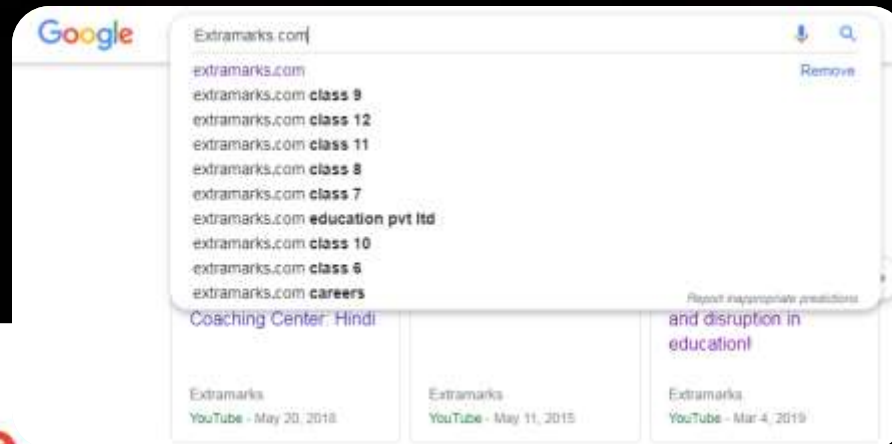 Google
Extramarks.com
extramarks.com
Remove
extramarks.com class 9
extramarks.com class 12
extramarks.com class 11
extramarks.com class 8
extramarks.com class 7
extramarks.com education pvt ltd
extramarks.com class 10
extramarks.com class 6
extramarks.com careers
Report inappropriate predictions
Coaching Center: Hindi
and disruption in
education!
Extramarks
Extramarks
Extramarks
YouTube - May 20, 2018
YouTube - May 11, 2015
YouTube - Mar 4, 2019